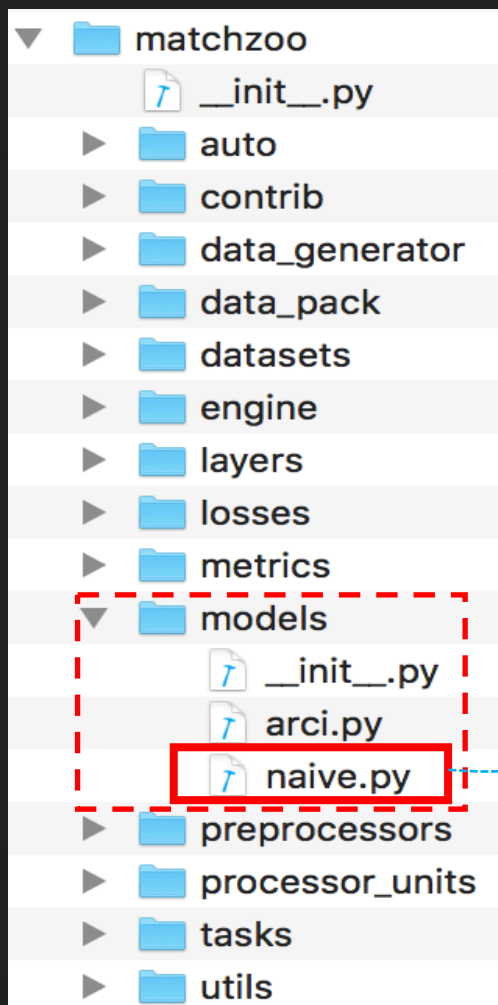 matchzoo
__init__.py
auto
contrib
data_generator
data_pack
datasets
engine
layers
losses
metrics
models
__init__.py
arci.py
naive.py
preprocessors
processor_units
tasks
utils